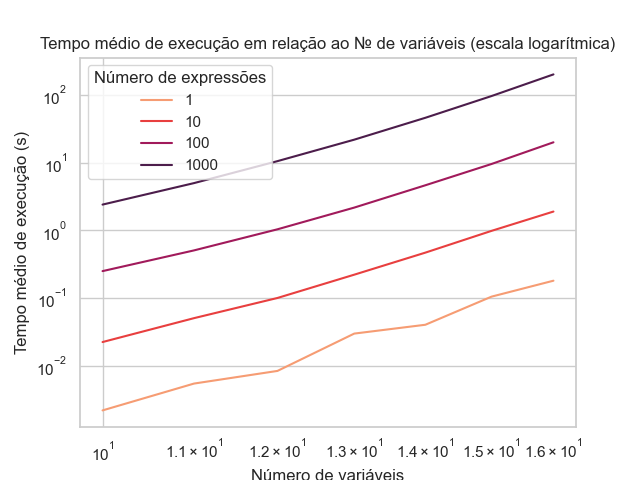 Tempo médio de execução em relação ao № de variáveis (escala logarítmica)
Número de expressões
1
10
100
1000
Tempo médio de execução (s)
10²
10¹
10⁰
10⁻¹
10⁻²
10¹
1.1 × 10¹
1.2 × 10¹
1.3 × 10¹
1.4 × 10¹
1.5 × 10¹
1.6 × 10¹
Número de variáveis